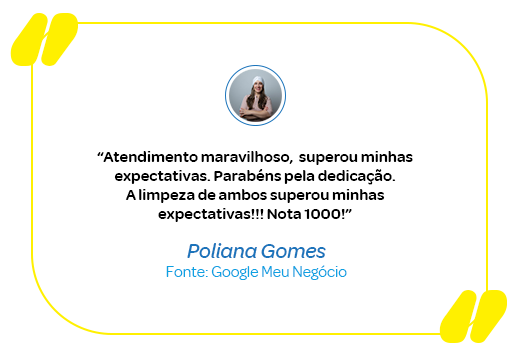 “Atendimento maravilhoso,  superou minhas
expectativas. Parabéns pela dedicação.
A limpeza de ambos superou minhas
expectativas!!! Nota 1000!”
Poliana Gomes
Fonte: Google Meu Negócio